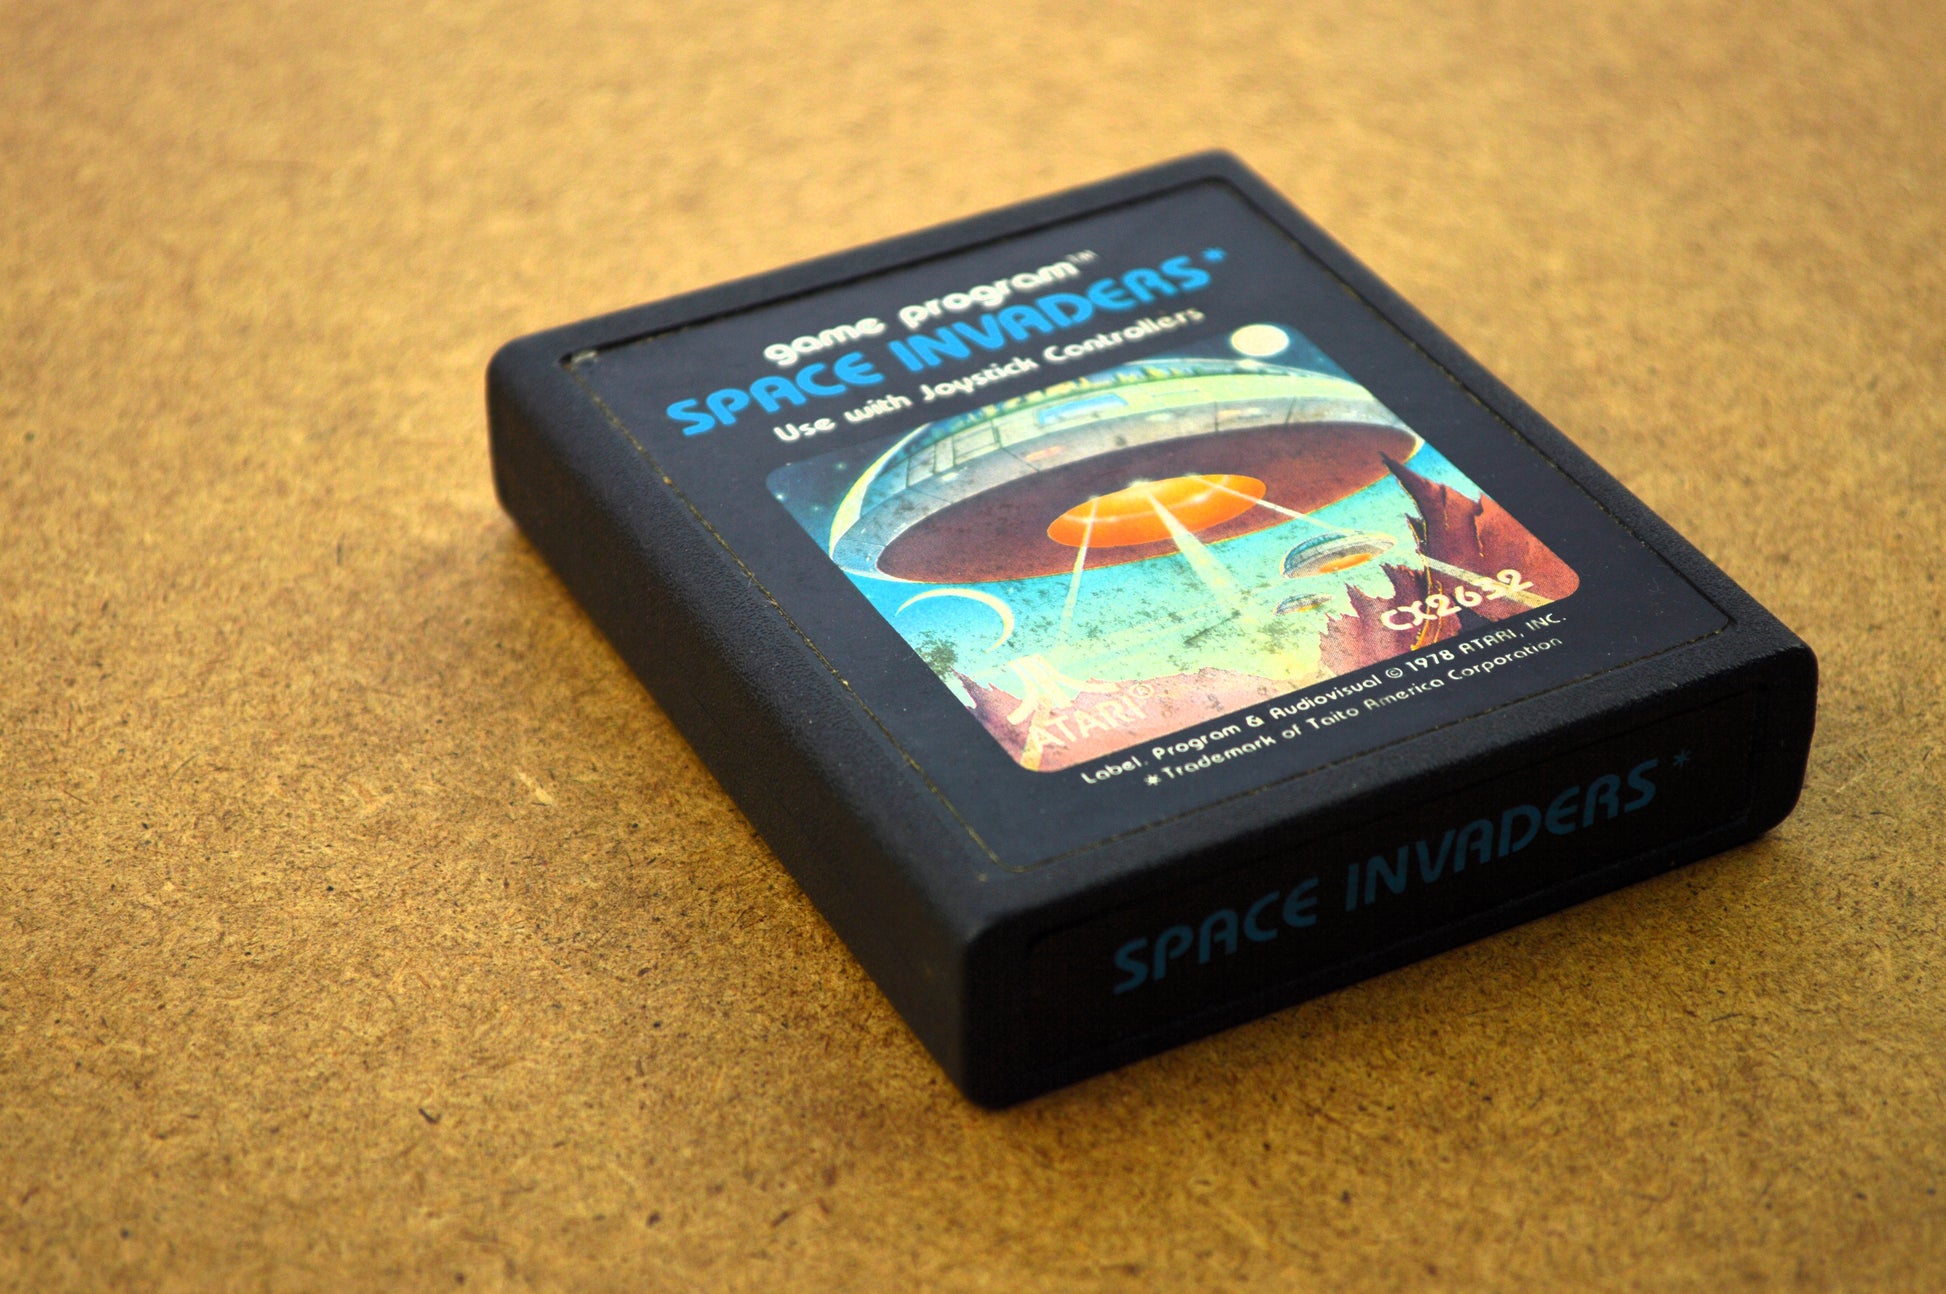 game program™
SPACE INVADERS*
Use with Joystick Controllers
CX2632
ATARI®
Label, Program & Audiovisual © 1978 ATARI, INC.
*Trademark of Taito America Corporation
SPACE INVADERS*